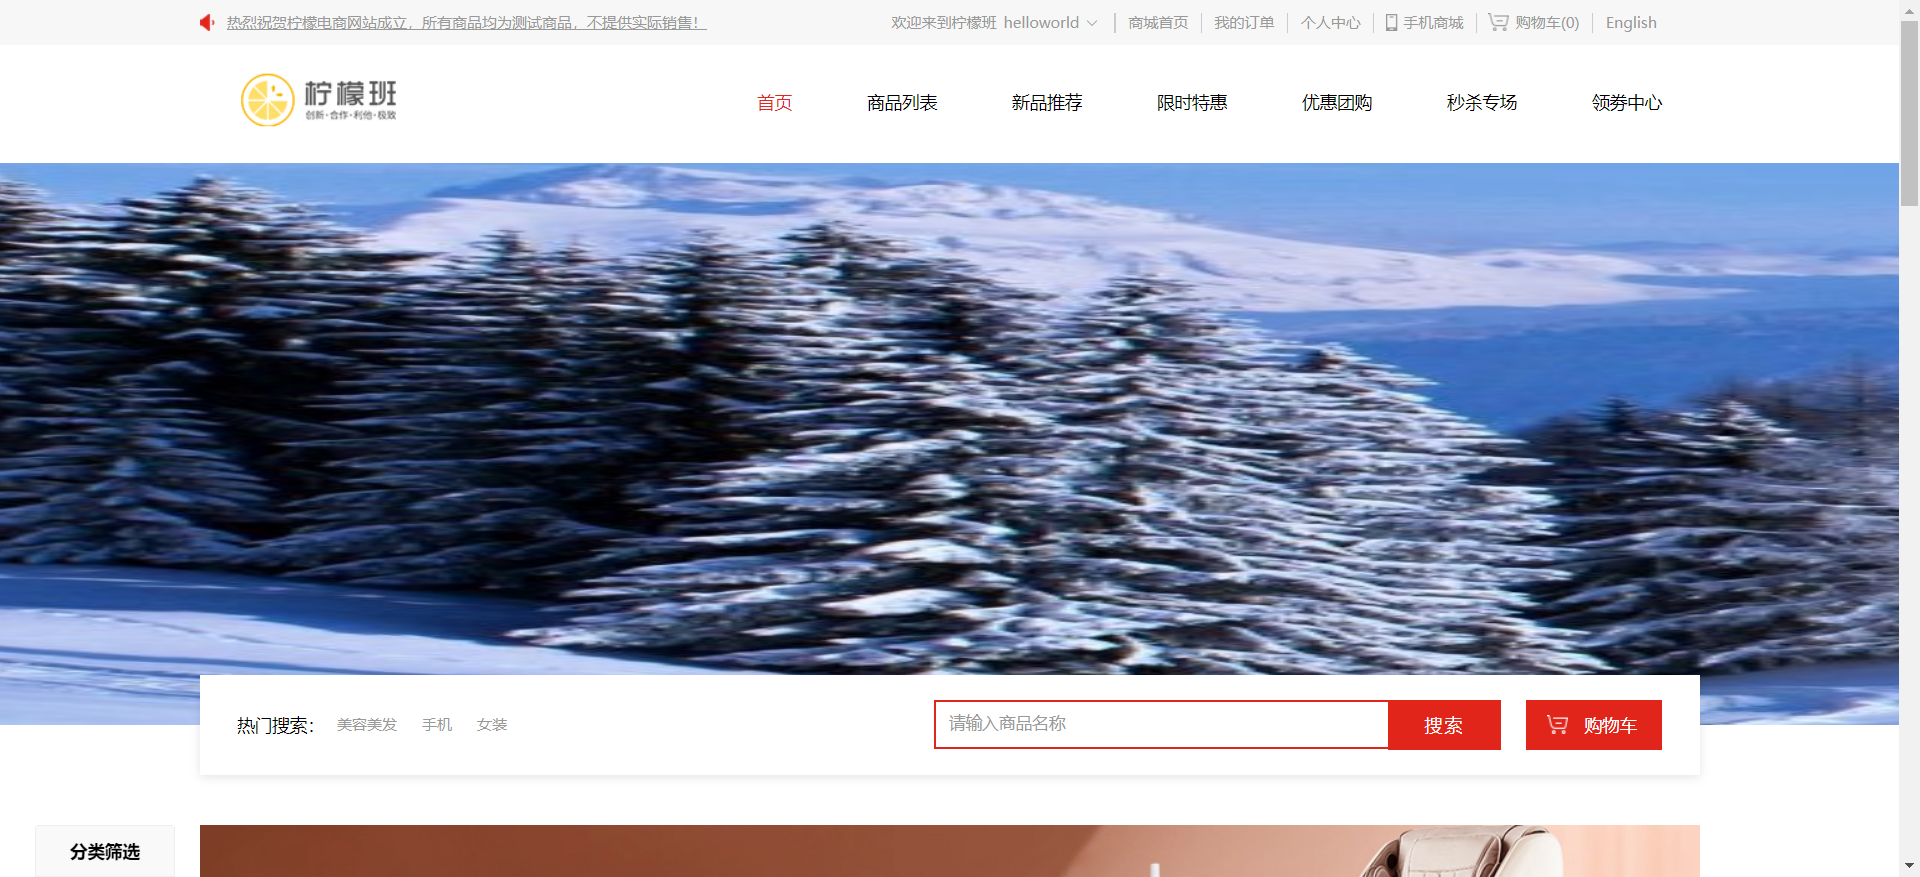 热烈祝贺柠檬电商网站成立，所有商品均为测试商品，不提供实际销售！
欢迎来到柠檬班 helloworld 商城首页 我的订单 个人中心 手机商城 购物车(0) English
柠檬班
创新·合作·利他·极致
首页 商品列表 新品推荐 限时特惠 优惠团购 秒杀专场 领券中心
热门搜索： 美容美发 手机 女装
请输入商品名称 搜索 购物车
分类筛选